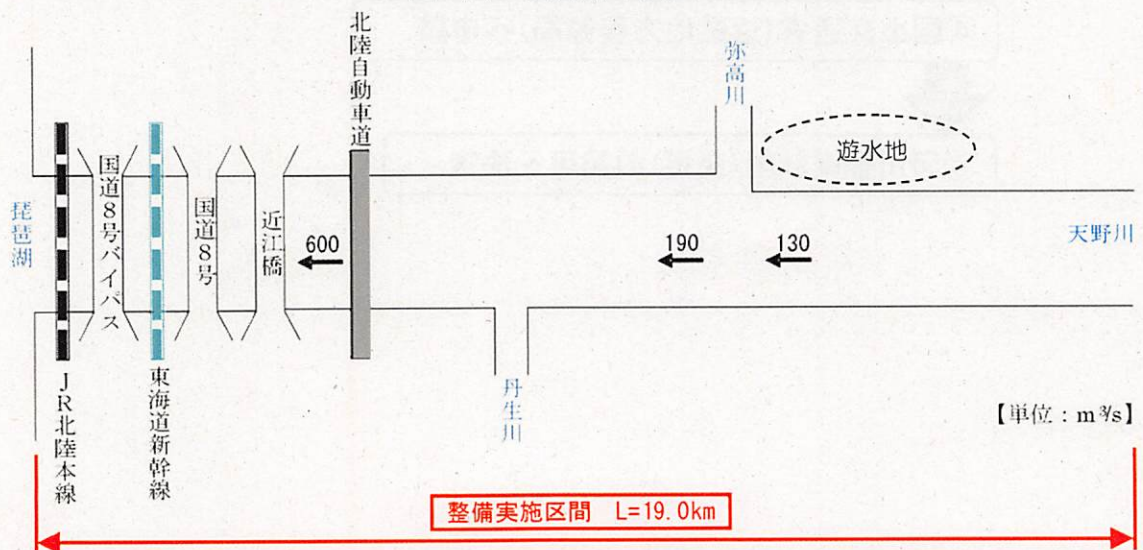 北陸自動車道
弥高川
遊水地
国道8号バイパス
国道8号
近江橋
琵琶湖
天野川
600
190
130
JR北陸本線
東海道新幹線
丹生川
【単位:m³/s】
整備実施区間 L=19.0km